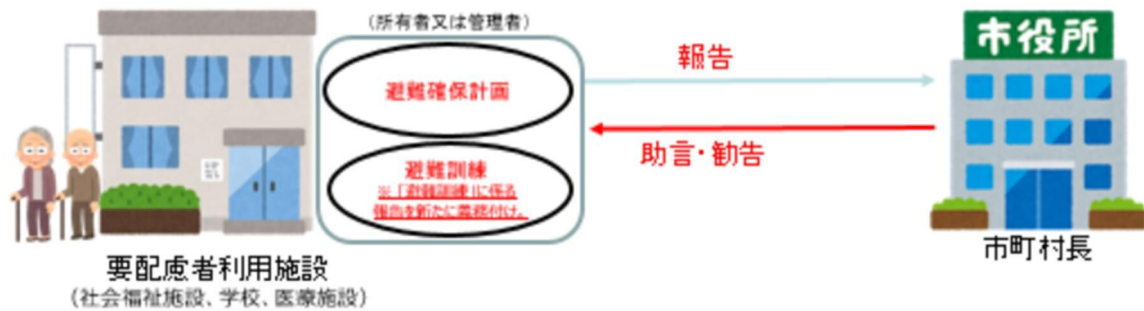 (所有者又は管理者)
避難確保計画
避難訓練
※「避難訓練」に係る
報告を新たに義務付け。
報告
助言・勧告
市役所
市町村長
要配慮者利用施設
(社会福祉施設、学校、医療施設)